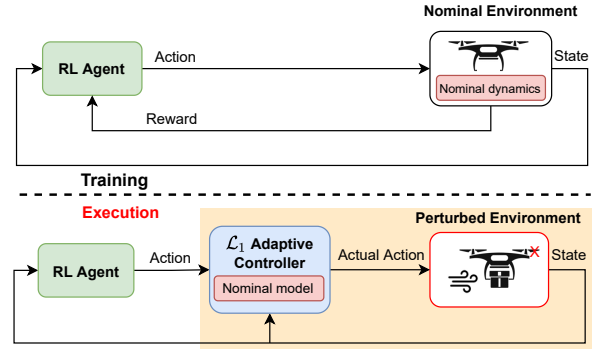 Nominal Environment
RL Agent
Action
State
Nominal dynamics
Reward
Training
Execution
Perturbed Environment
RL Agent
Action
ℒ₁ Adaptive
Controller
Nominal model
Actual Action
State